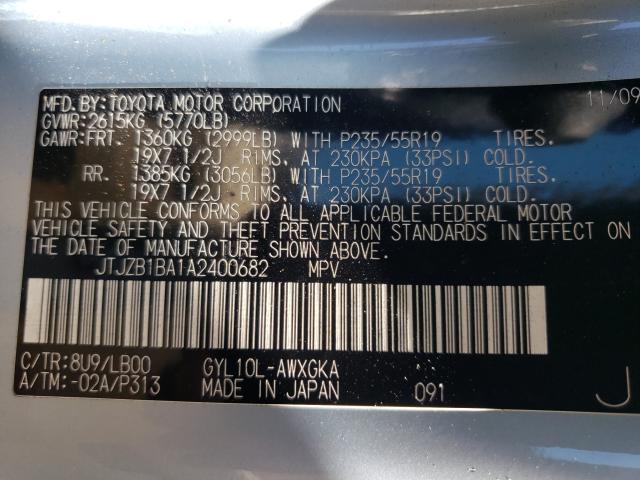 MFD. BY: TOYOTA MOTOR CORPORATION 11/09
GVWR: 2615KG (5770LB)
GAWR: FRT. 1360KG (2999LB) WITH P235/55R19 TIRES.
19X7 1/2J RIMS, AT 230KPA (33PSI) COLD.
RR. 1385KG (3056LB) WITH P235/55R19 TIRES.
19X7 1/2J RIMS, AT 230KPA (33PSI) COLD.
THIS VEHICLE CONFORMS TO ALL APPLICABLE FEDERAL MOTOR
VEHICLE SAFETY AND THEFT PREVENTION STANDARDS IN EFFECT ON
THE DATE OF MANUFACTURE SHOWN ABOVE.
JTJZB1BA1A2400682 MPV
C/TR: 8U9/LB00 GYL10L-AWXGKA
A/TM: -02A/P313 MADE IN JAPAN 091 J